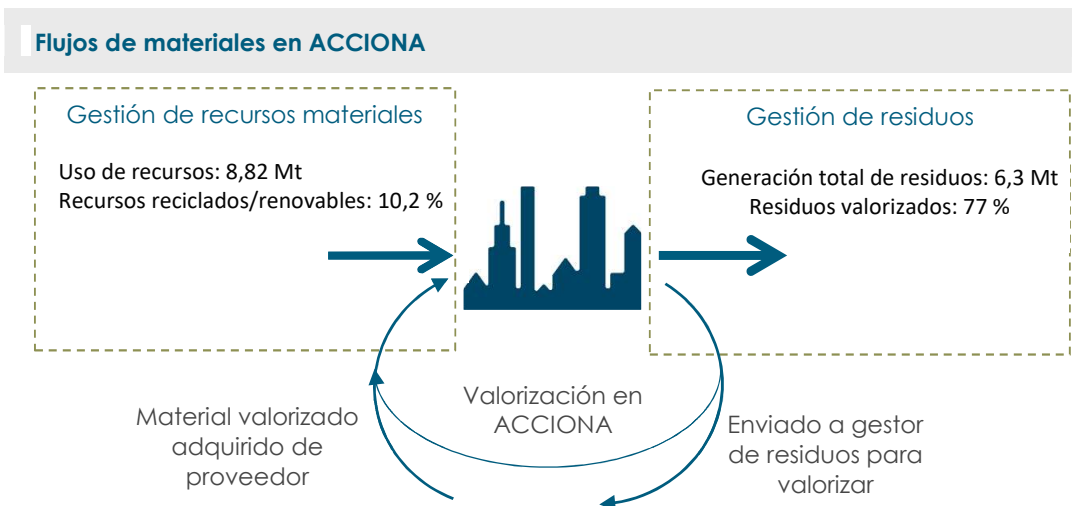 Flujos de materiales en ACCIONA
Gestión de recursos materiales
Uso de recursos: 8,82 Mt
Recursos reciclados/renovables: 10,2 %
Gestión de residuos
Generación total de residuos: 6,3 Mt
Residuos valorizados: 77 %
Material valorizado
adquirido de
proveedor
Valorización en
ACCIONA
Enviado a gestor
de residuos para
valorizar